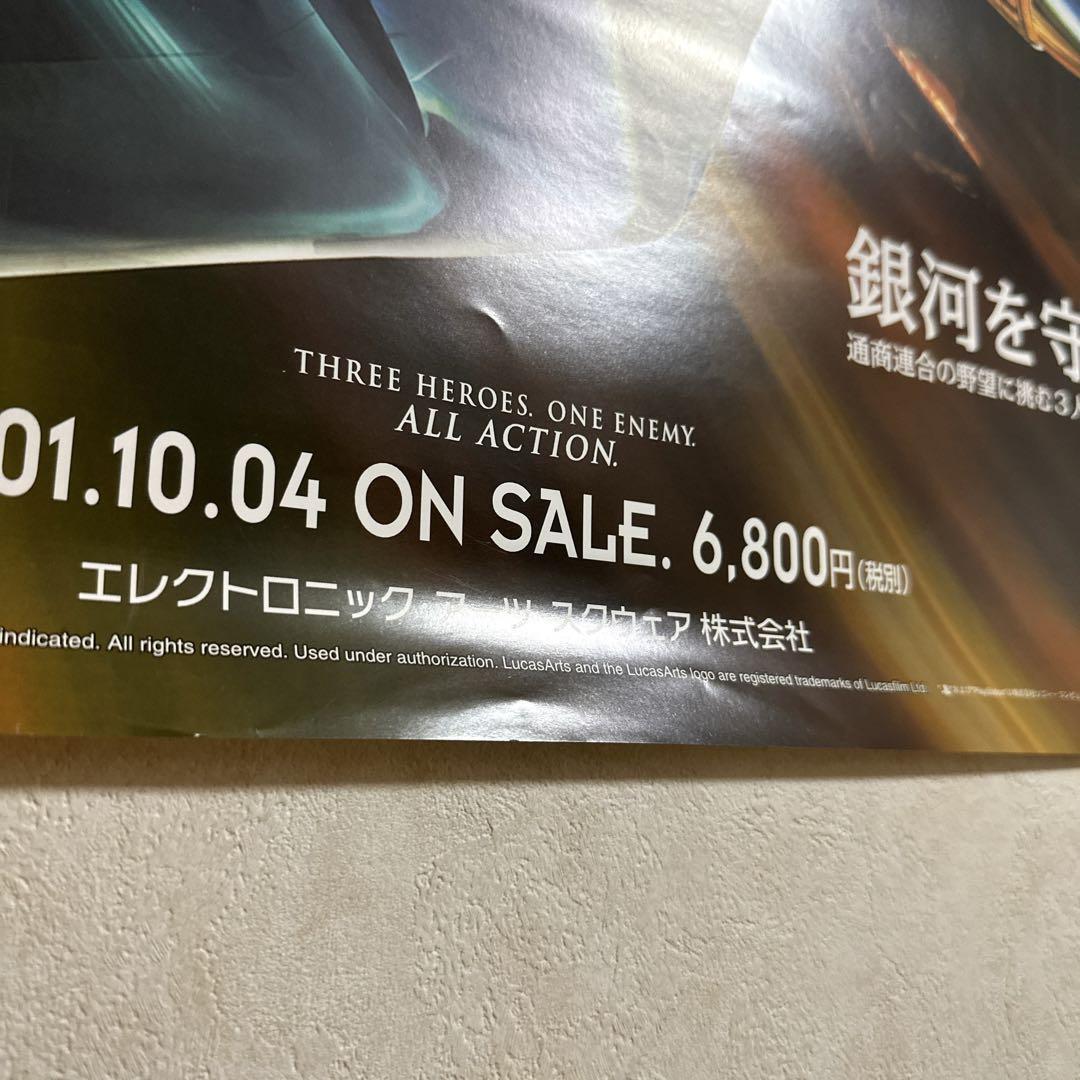 銀河を守
通商連合の野望に挑む3人
THREE HEROES. ONE ENEMY.
ALL ACTION.
01.10.04 ON SALE. 6,800円(税別)
エレクトロニック アーツ スクウェア 株式会社
indicated. All rights reserved. Used under authorization. LucasArts and the LucasArts logo are registered trademarks of Lucasfilm Ltd.